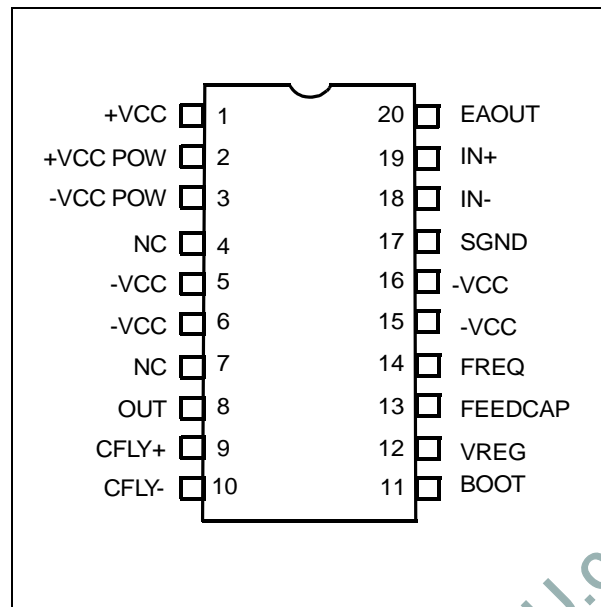 +VCC 1 20 EAOUT
+VCC POW 2 19 IN+
-VCC POW 3 18 IN-
NC 4 17 SGND
-VCC 5 16 -VCC
-VCC 6 15 -VCC
NC 7 14 FREQ
OUT 8 13 FEEDCAP
CFLY+ 9 12 VREG
CFLY- 10 11 BOOT